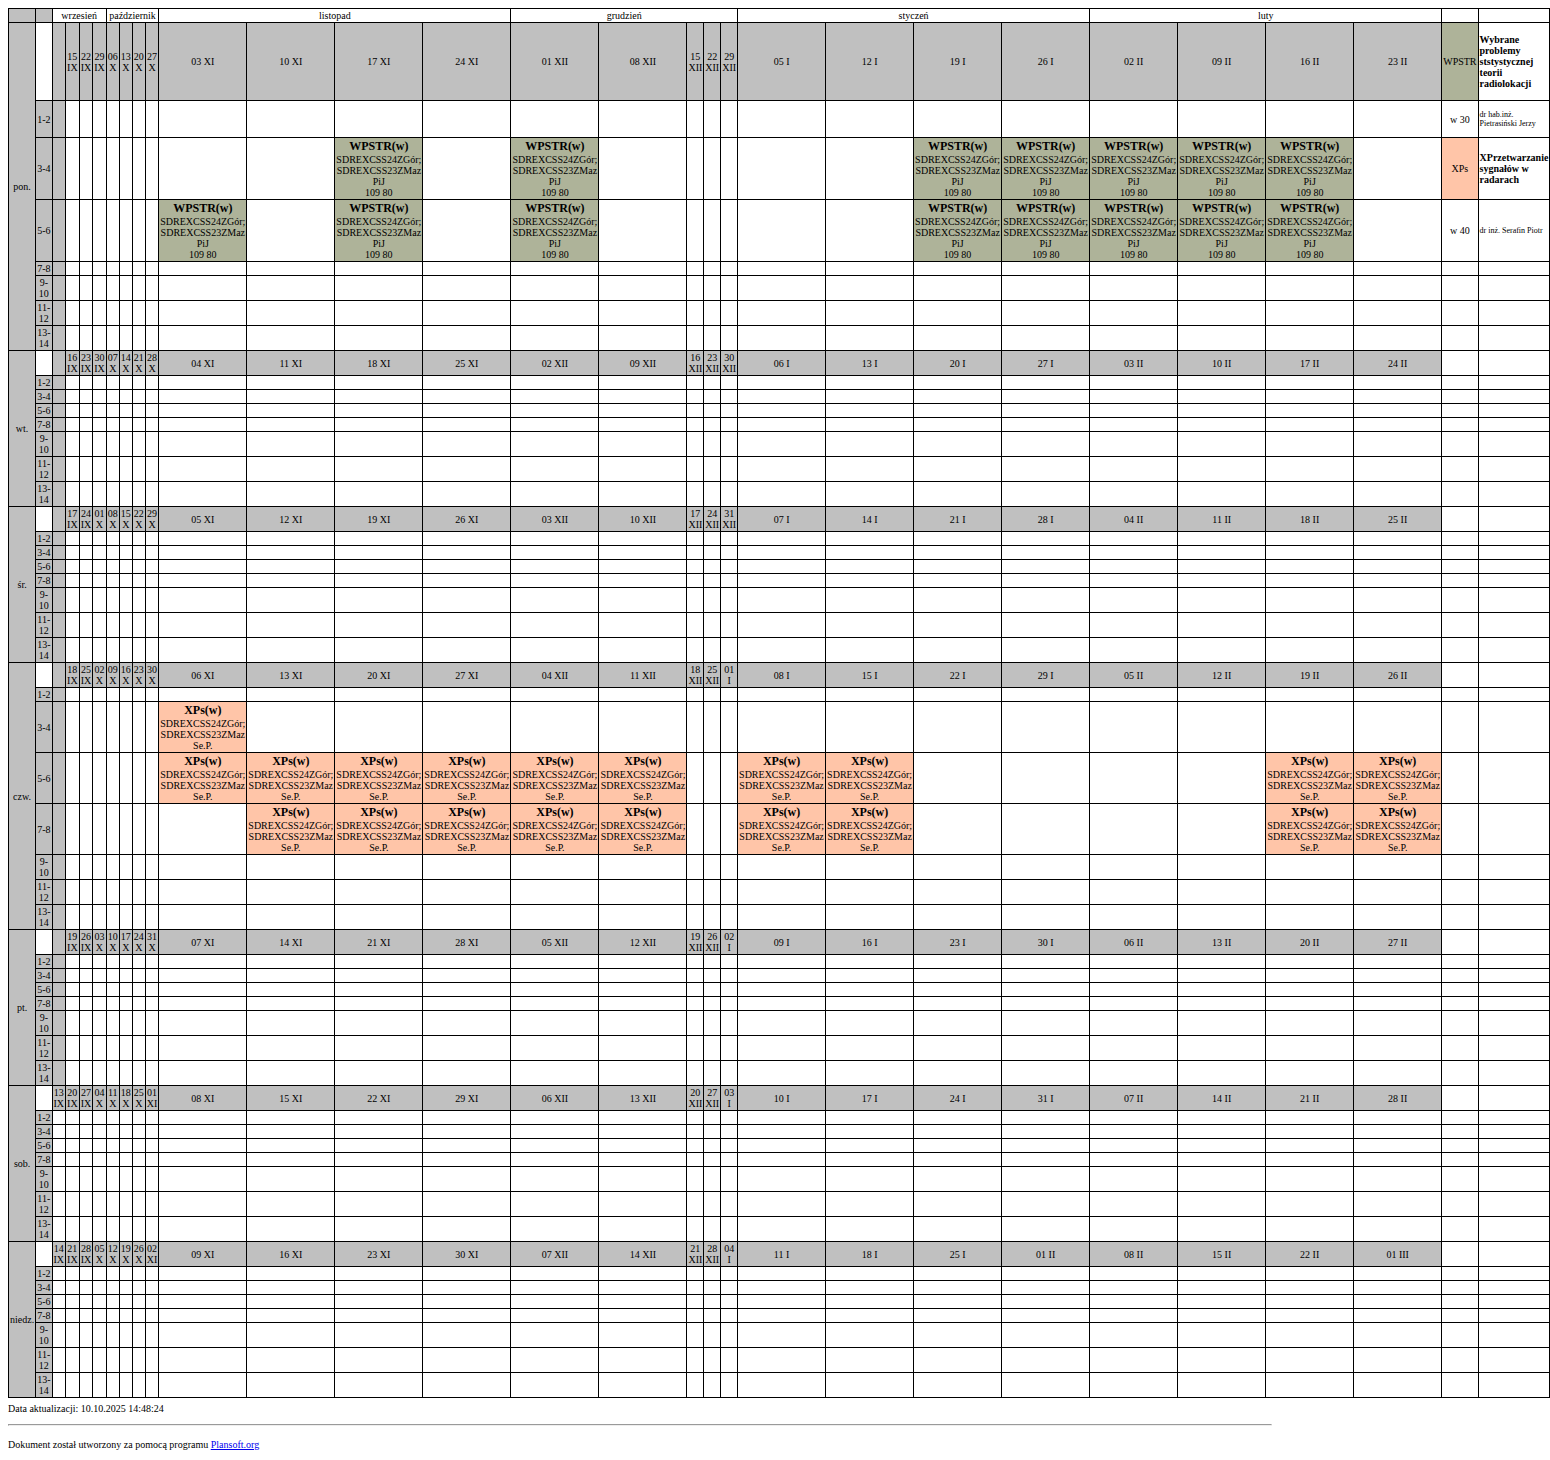 wrzesień październik listopad grudzień styczeń luty
pon. 15 IX 22 IX 29 IX 06 X 13 X 20 X 27 X 03 XI 10 XI 17 XI 24 XI 01 XII 08 XII 15 XII 22 XII 29 XII 05 I 12 I 19 I 26 I 02 II 09 II 16 II 23 II WPSTR Wybrane problemy ststystycznej teorii radiolokacji
1-2 w 30 dr hab.inż. Pietrasiński Jerzy
3-4 WPSTR(w) WPSTR(w) WPSTR(w) WPSTR(w) WPSTR(w) WPSTR(w) WPSTR(w) XPs XPrzetwarzanie sygnałów w radarach
SDREXCSS24ZGór; SDREXCSS24ZGór; SDREXCSS24ZGór; SDREXCSS24ZGór; SDREXCSS24ZGór; SDREXCSS24ZGór; SDREXCSS24ZGór;
SDREXCSS23ZMaz SDREXCSS23ZMaz SDREXCSS23ZMaz SDREXCSS23ZMaz SDREXCSS23ZMaz SDREXCSS23ZMaz SDREXCSS23ZMaz
PiJ PiJ PiJ PiJ PiJ PiJ PiJ
109 80 109 80 109 80 109 80 109 80 109 80 109 80
5-6 WPSTR(w) WPSTR(w) WPSTR(w) WPSTR(w) WPSTR(w) WPSTR(w) WPSTR(w) WPSTR(w) w 40 dr inż. Serafin Piotr
SDREXCSS24ZGór; SDREXCSS24ZGór; SDREXCSS24ZGór; SDREXCSS24ZGór; SDREXCSS24ZGór; SDREXCSS24ZGór; SDREXCSS24ZGór; SDREXCSS24ZGór;
SDREXCSS23ZMaz SDREXCSS23ZMaz SDREXCSS23ZMaz SDREXCSS23ZMaz SDREXCSS23ZMaz SDREXCSS23ZMaz SDREXCSS23ZMaz SDREXCSS23ZMaz
PiJ PiJ PiJ PiJ PiJ PiJ PiJ PiJ
109 80 109 80 109 80 109 80 109 80 109 80 109 80 109 80
7-8
9-10
11-12
13-14
wt. 16 IX 23 IX 30 IX 07 X 14 X 21 X 28 X 04 XI 11 XI 18 XI 25 XI 02 XII 09 XII 16 XII 23 XII 30 XII 06 I 13 I 20 I 27 I 03 II 10 II 17 II 24 II
1-2
3-4
5-6
7-8
9-10
11-12
13-14
śr. 17 IX 24 IX 01 X 08 X 15 X 22 X 29 X 05 XI 12 XI 19 XI 26 XI 03 XII 10 XII 17 XII 24 XII 31 XII 07 I 14 I 21 I 28 I 04 II 11 II 18 II 25 II
1-2
3-4
5-6
7-8
9-10
11-12
13-14
czw. 18 IX 25 IX 02 X 09 X 16 X 23 X 30 X 06 XI 13 XI 20 XI 27 XI 04 XII 11 XII 18 XII 25 XII 01 I 08 I 15 I 22 I 29 I 05 II 12 II 19 II 26 II
1-2
3-4 XPs(w)
SDREXCSS24ZGór;
SDREXCSS23ZMaz
Se.P.
5-6 XPs(w) XPs(w) XPs(w) XPs(w) XPs(w) XPs(w) XPs(w) XPs(w) XPs(w) XPs(w)
SDREXCSS24ZGór; SDREXCSS24ZGór; SDREXCSS24ZGór; SDREXCSS24ZGór; SDREXCSS24ZGór; SDREXCSS24ZGór; SDREXCSS24ZGór; SDREXCSS24ZGór; SDREXCSS24ZGór; SDREXCSS24ZGór;
SDREXCSS23ZMaz SDREXCSS23ZMaz SDREXCSS23ZMaz SDREXCSS23ZMaz SDREXCSS23ZMaz SDREXCSS23ZMaz SDREXCSS23ZMaz SDREXCSS23ZMaz SDREXCSS23ZMaz SDREXCSS23ZMaz
Se.P. Se.P. Se.P. Se.P. Se.P. Se.P. Se.P. Se.P. Se.P. Se.P.
7-8 XPs(w) XPs(w) XPs(w) XPs(w) XPs(w) XPs(w) XPs(w) XPs(w) XPs(w)
SDREXCSS24ZGór; SDREXCSS24ZGór; SDREXCSS24ZGór; SDREXCSS24ZGór; SDREXCSS24ZGór; SDREXCSS24ZGór; SDREXCSS24ZGór; SDREXCSS24ZGór; SDREXCSS24ZGór;
SDREXCSS23ZMaz SDREXCSS23ZMaz SDREXCSS23ZMaz SDREXCSS23ZMaz SDREXCSS23ZMaz SDREXCSS23ZMaz SDREXCSS23ZMaz SDREXCSS23ZMaz SDREXCSS23ZMaz
Se.P. Se.P. Se.P. Se.P. Se.P. Se.P. Se.P. Se.P. Se.P.
9-10
11-12
13-14
pt. 19 IX 26 IX 03 X 10 X 17 X 24 X 31 X 07 XI 14 XI 21 XI 28 XI 05 XII 12 XII 19 XII 26 XII 02 I 09 I 16 I 23 I 30 I 06 II 13 II 20 II 27 II
1-2
3-4
5-6
7-8
9-10
11-12
13-14
sob. 13 IX 20 IX 27 IX 04 X 11 X 18 X 25 X 01 XI 08 XI 15 XI 22 XI 29 XI 06 XII 13 XII 20 XII 27 XII 03 I 10 I 17 I 24 I 31 I 07 II 14 II 21 II 28 II
1-2
3-4
5-6
7-8
9-10
11-12
13-14
niedz 14 IX 21 IX 28 IX 05 X 12 X 19 X 26 X 02 XI 09 XI 16 XI 23 XI 30 XI 07 XII 14 XII 21 XII 28 XII 04 I 11 I 18 I 25 I 01 II 08 II 15 II 22 II 01 III
1-2
3-4
5-6
7-8
9-10
11-12
13-14
Data aktualizacji: 10.10.2025 14:48:24
Dokument został utworzony za pomocą programu Plansoft.org